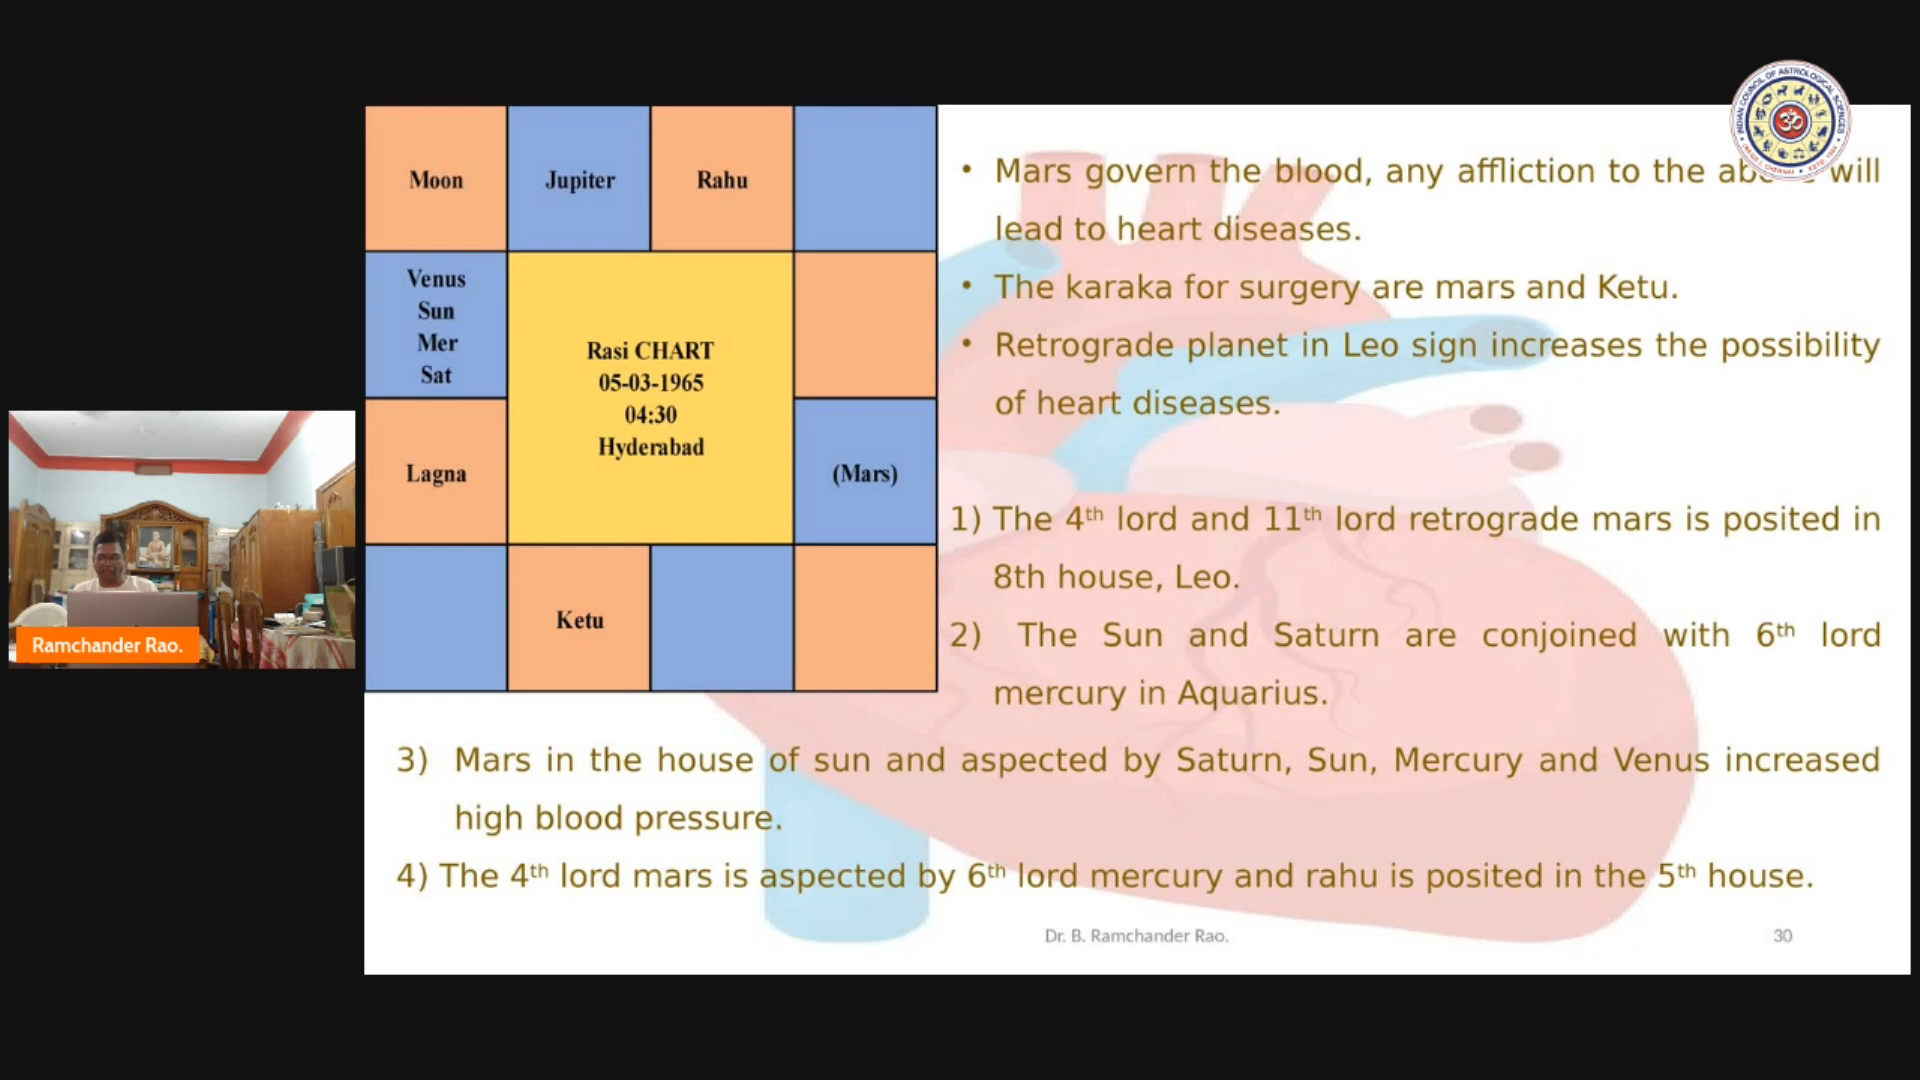 Moon
Jupiter
Rahu
Venus
Sun
Mer
Sat
Rasi CHART
05-03-1965
04:30
Hyderabad
Lagna
(Mars)
Ketu
INDIAN COUNCIL OF ASTROLOGICAL SCIENCES
• Mars govern the blood, any affliction to the will
lead to heart diseases.
• The karaka for surgery are mars and Ketu.
• Retrograde planet in Leo sign increases the possibility
of heart diseases.
1) The 4th lord and 11th lord retrograde mars is posited in
8th house, Leo.
2) The Sun and Saturn are conjoined with 6th lord
mercury in Aquarius.
3) Mars in the house of sun and aspected by Saturn, Sun, Mercury and Venus increased
high blood pressure.
4) The 4th lord mars is aspected by 6th lord mercury and rahu is posited in the 5th house.
Dr. B. Ramchander Rao.
30
Ramchander Rao.